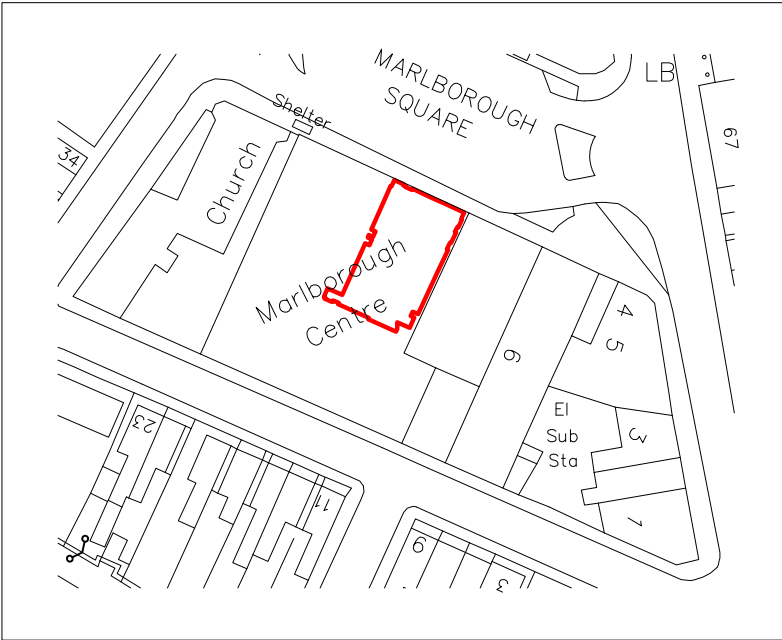 MARLBOROUGH
SQUARE
LB
67
Shelter
34
Church
Marlborough
Centre
4
5
6
El
Sub
Sta
3
1
23
11
9
3